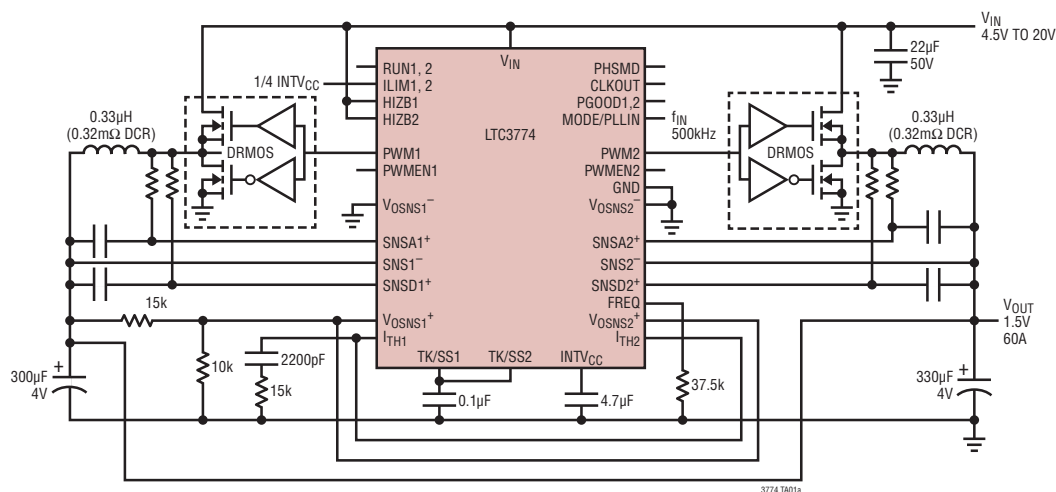 VIN
4.5V TO 20V
22µF
50V
VIN
RUN1, 2
ILIM1, 2
HIZB1
HIZB2
1/4 INTVCC
PHSMD
CLKOUT
PGOOD1,2
MODE/PLLIN
fIN
500kHz
LTC3774
0.33µH
(0.32mΩ DCR)
DRMOS
PWM1
PWMEN1
VOSNS1–
SNSA1+
SNS1–
SNSD1+
VOSNS1+
ITH1
PWM2
PWMEN2
GND
VOSNS2–
SNSA2+
SNS2–
SNSD2+
FREQ
VOSNS2+
ITH2
DRMOS
0.33µH
(0.32mΩ DCR)
15k
10k
2200pF
15k
+
300µF
4V
TK/SS1
TK/SS2
INTVCC
0.1µF
4.7µF
37.5k
VOUT
1.5V
60A
+
330µF
4V
3774 TA01a